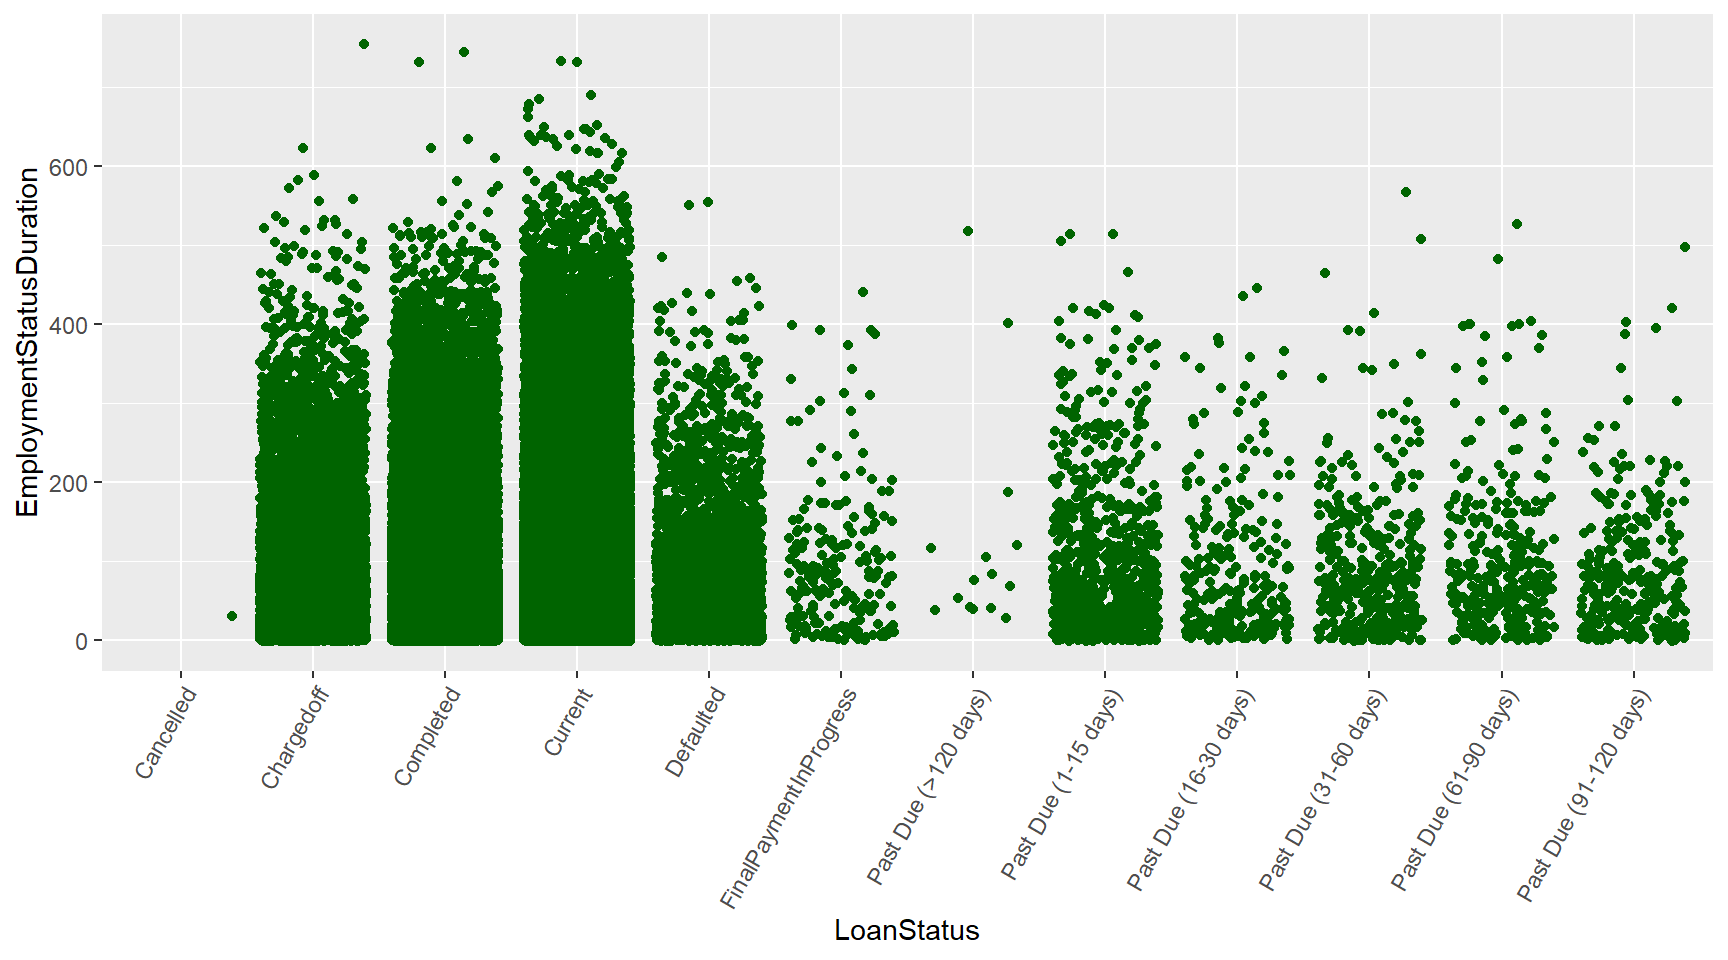 EmploymentStatusDuration
600
400
200
0
Cancelled
Chargedoff
Completed
Current
Defaulted
FinalPaymentInProgress
Past Due (>120 days)
Past Due (1-15 days)
Past Due (16-30 days)
Past Due (31-60 days)
Past Due (61-90 days)
Past Due (91-120 days)
LoanStatus